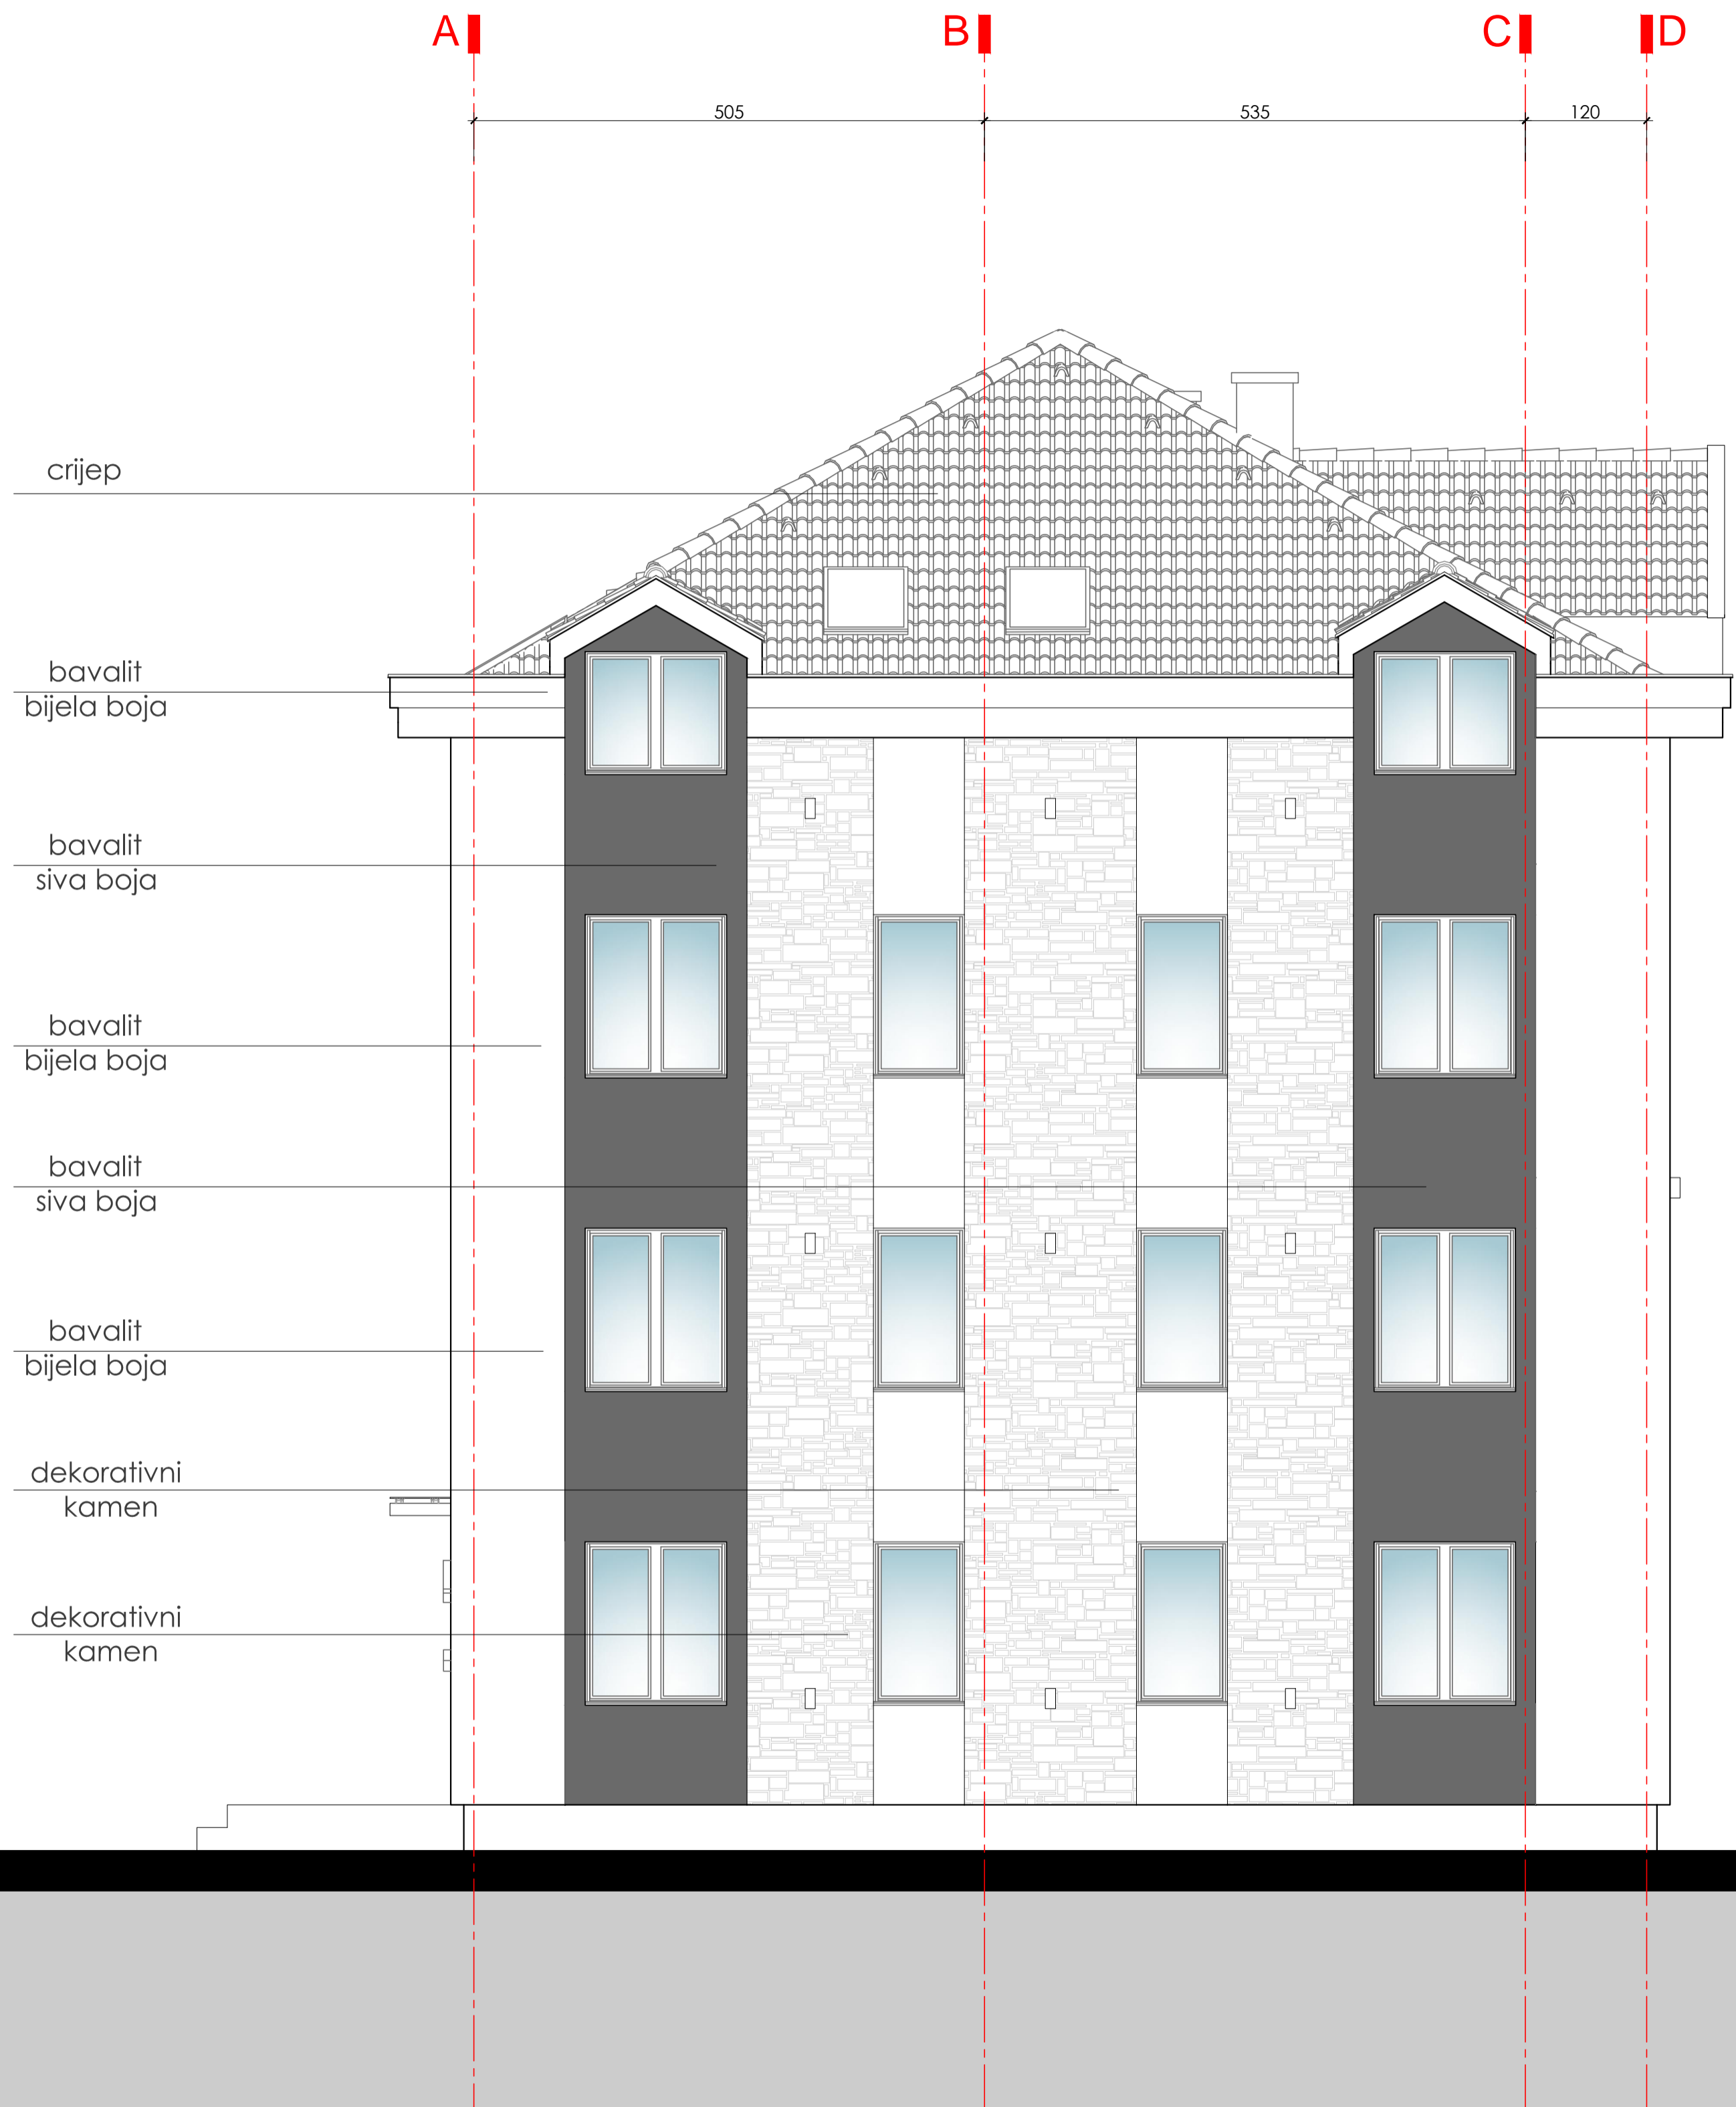 A B C D
505 535 120
crijep
bavalit
bijela boja
bavalit
siva boja
bavalit
bijela boja
bavalit
siva boja
bavalit
bijela boja
dekorativni
kamen
dekorativni
kamen